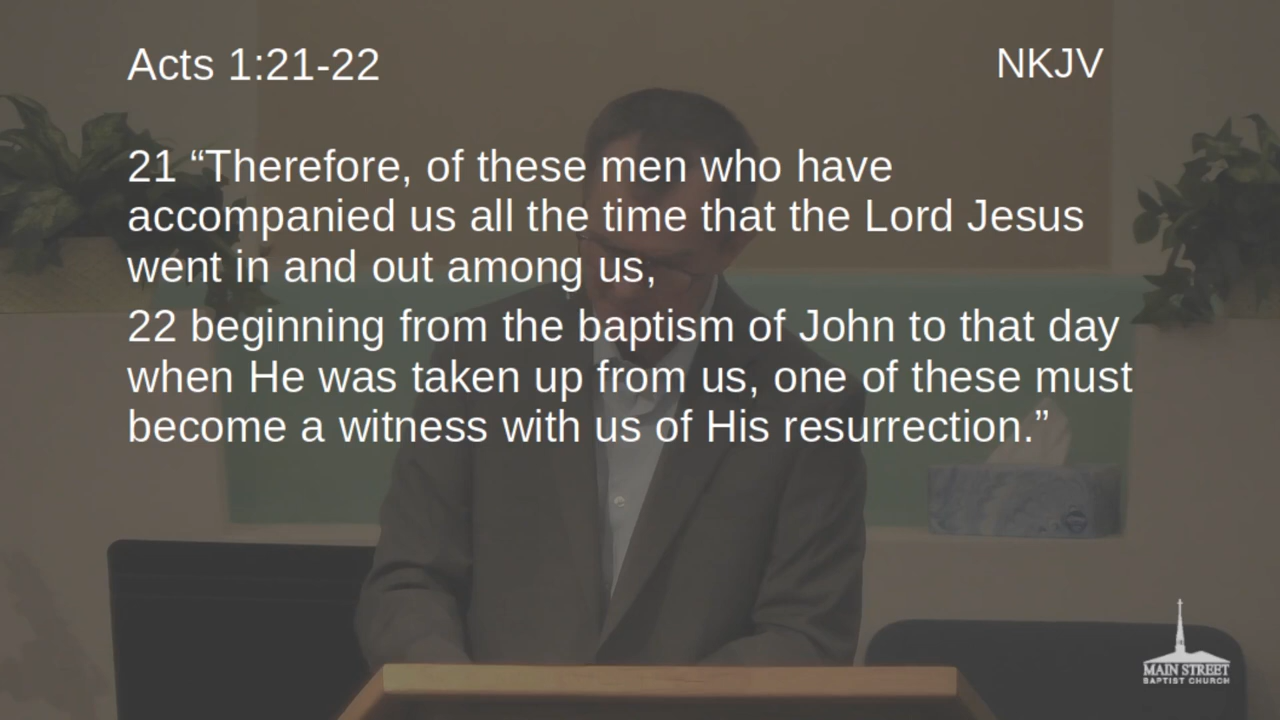 Acts 1:21-22 NKJV
21 “Therefore, of these men who have
accompanied us all the time that the Lord Jesus
went in and out among us,
22 beginning from the baptism of John to that day
when He was taken up from us, one of these must
become a witness with us of His resurrection.”
MAIN STREET
BAPTIST CHURCH